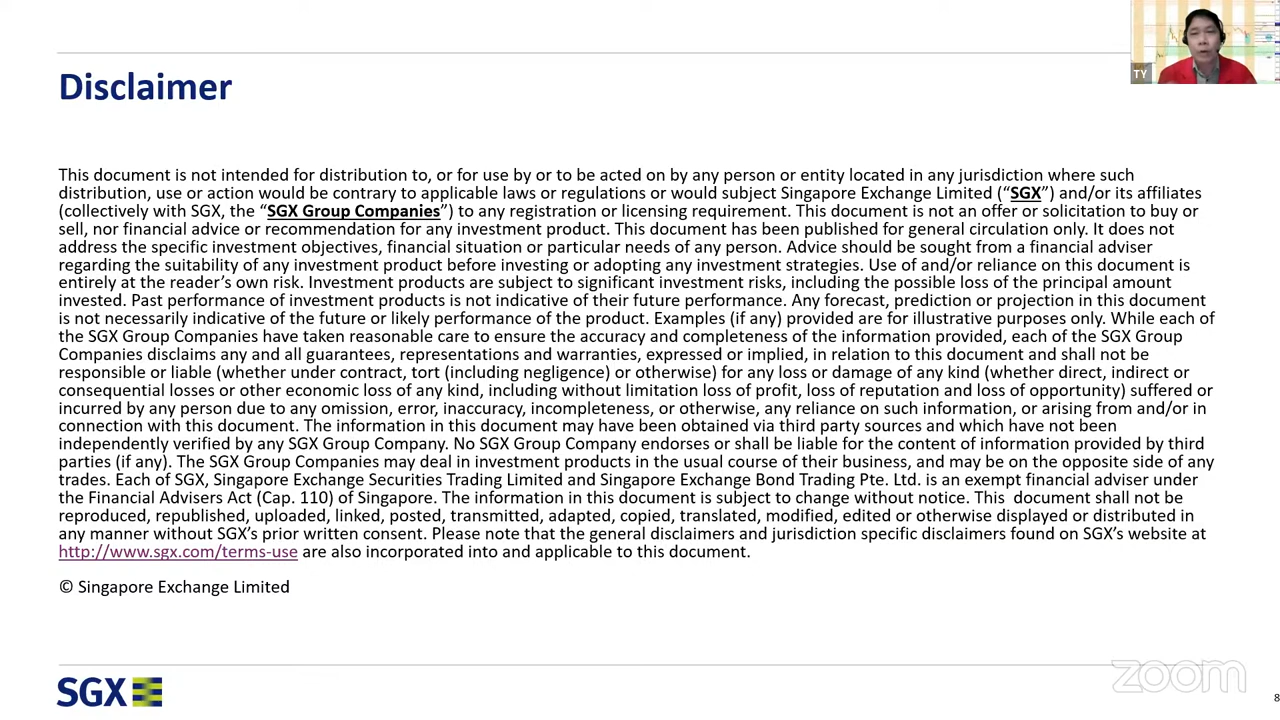 TY
Disclaimer
This document is not intended for distribution to, or for use by or to be acted on by any person or entity located in any jurisdiction where such
distribution, use or action would be contrary to applicable laws or regulations or would subject Singapore Exchange Limited (“SGX”) and/or its affiliates
(collectively with SGX, the “SGX Group Companies”) to any registration or licensing requirement. This document is not an offer or solicitation to buy or
sell, nor financial advice or recommendation for any investment product. This document has been published for general circulation only. It does not
address the specific investment objectives, financial situation or particular needs of any person. Advice should be sought from a financial adviser
regarding the suitability of any investment product before investing or adopting any investment strategies. Use of and/or reliance on this document is
entirely at the reader’s own risk. Investment products are subject to significant investment risks, including the possible loss of the principal amount
invested. Past performance of investment products is not indicative of their future performance. Any forecast, prediction or projection in this document
is not necessarily indicative of the future or likely performance of the product. Examples (if any) provided are for illustrative purposes only. While each of
the SGX Group Companies have taken reasonable care to ensure the accuracy and completeness of the information provided, each of the SGX Group
Companies disclaims any and all guarantees, representations and warranties, expressed or implied, in relation to this document and shall not be
responsible or liable (whether under contract, tort (including negligence) or otherwise) for any loss or damage of any kind (whether direct, indirect or
consequential losses or other economic loss of any kind, including without limitation loss of profit, loss of reputation and loss of opportunity) suffered or
incurred by any person due to any omission, error, inaccuracy, incompleteness, or otherwise, any reliance on such information, or arising from and/or in
connection with this document. The information in this document may have been obtained via third party sources and which have not been
independently verified by any SGX Group Company. No SGX Group Company endorses or shall be liable for the content of information provided by third
parties (if any). The SGX Group Companies may deal in investment products in the usual course of their business, and may be on the opposite side of any
trades. Each of SGX, Singapore Exchange Securities Trading Limited and Singapore Exchange Bond Trading Pte. Ltd. is an exempt financial adviser under
the Financial Advisers Act (Cap. 110) of Singapore. The information in this document is subject to change without notice. This  document shall not be
reproduced, republished, uploaded, linked, posted, transmitted, adapted, copied, translated, modified, edited or otherwise displayed or distributed in
any manner without SGX’s prior written consent. Please note that the general disclaimers and jurisdiction specific disclaimers found on SGX’s website at
http://www.sgx.com/terms-use are also incorporated into and applicable to this document.
© Singapore Exchange Limited
SGX
zoom
8